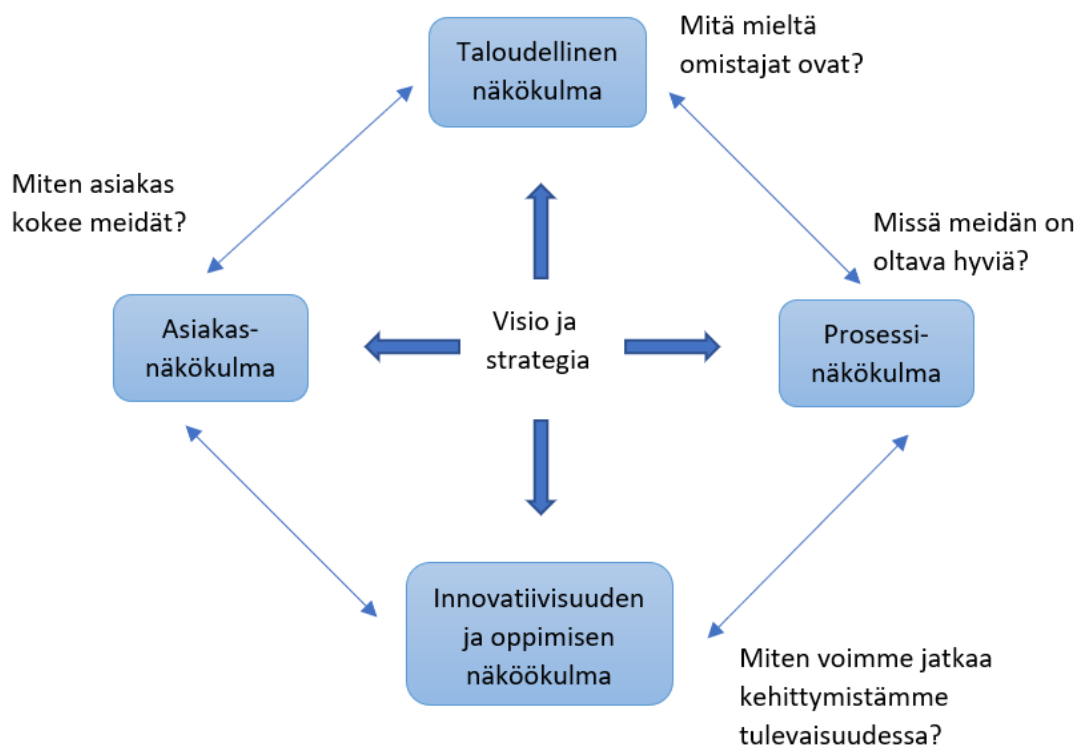 Taloudellinen
näkökulma
Mitä mieltä
omistajat ovat?
Miten asiakas
kokee meidät?
Missä meidän on
oltava hyviä?
Asiakas-
näkökulma
Visio ja
strategia
Prosessi-
näkökulma
Innovatiivisuuden
ja oppimisen
näköökulma
Miten voimme jatkaa
kehittymistämme
tulevaisuudessa?